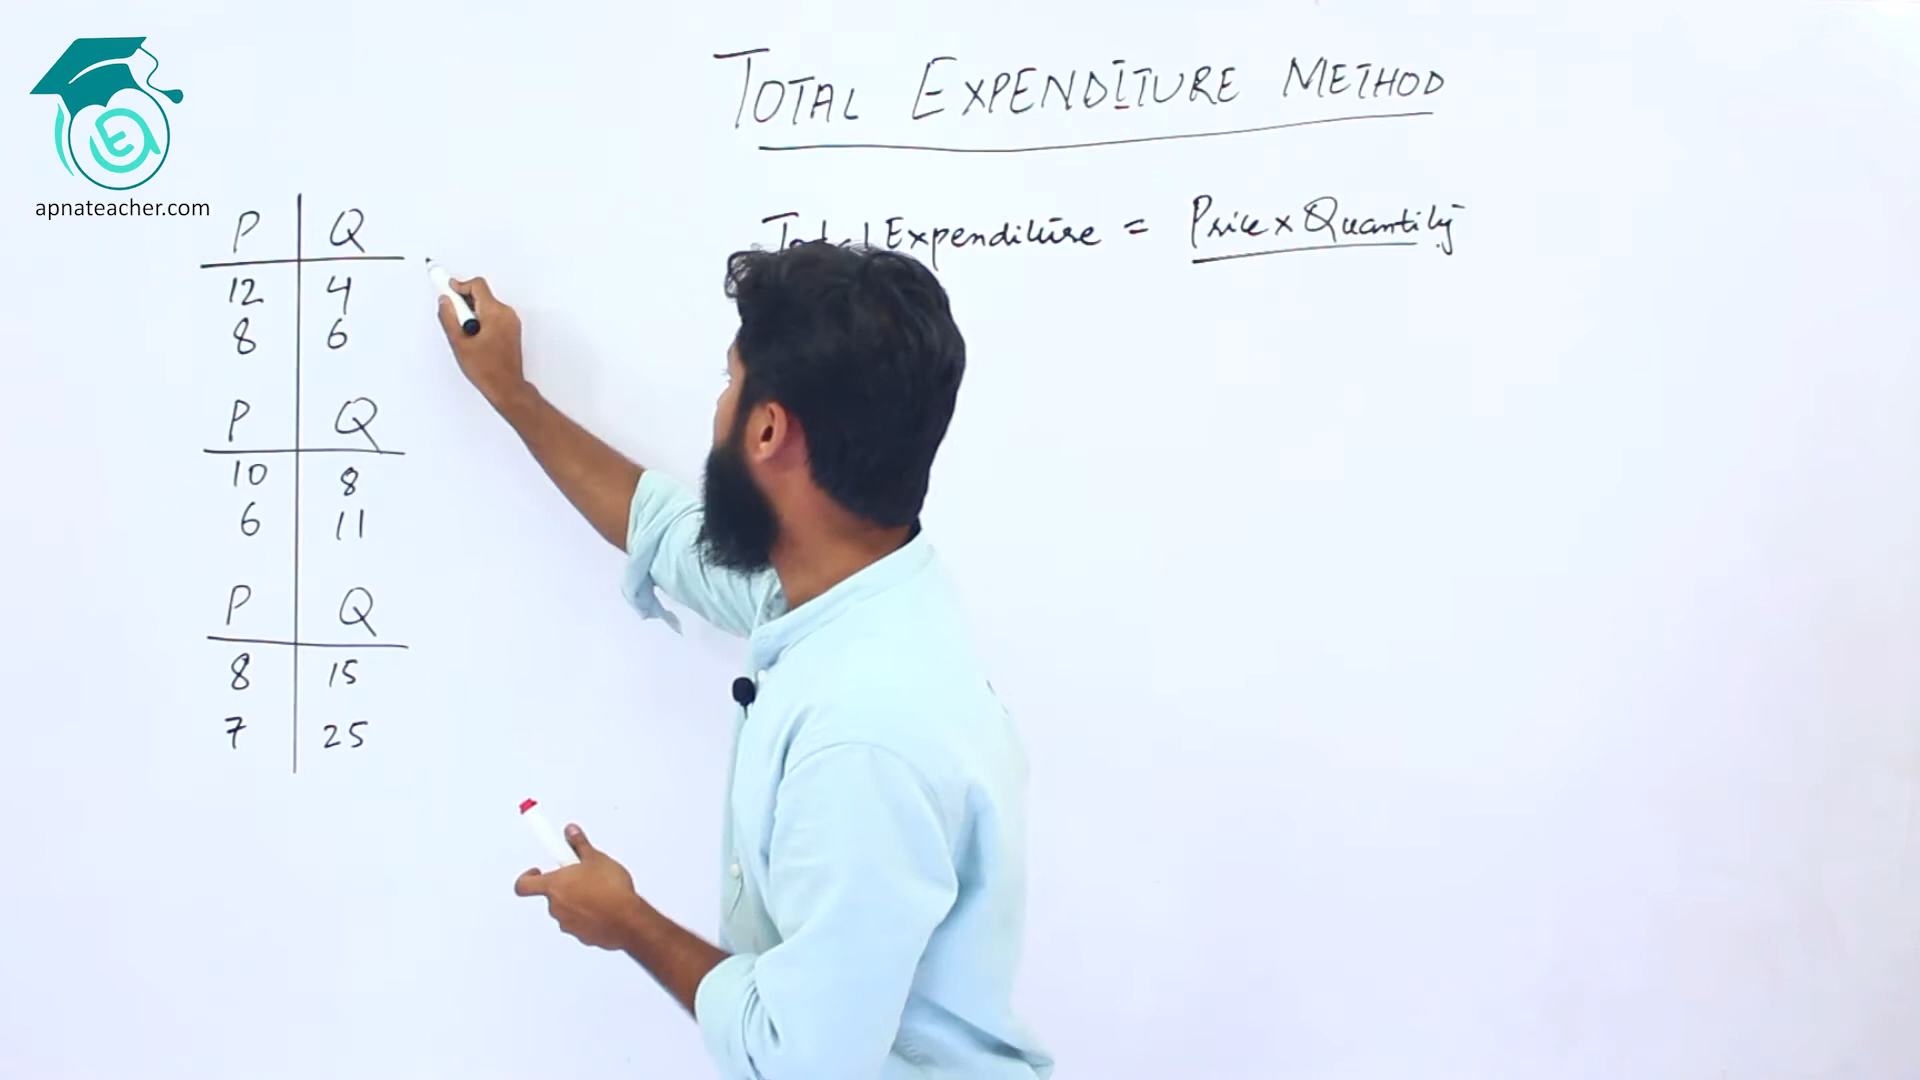 TOTAL EXPENDITURE METHOD
apnateacher.com
Total Expenditure = Price x Quantity
P Q
12 4
8 6
P Q
10 8
6 11
P Q
8 15
7 25